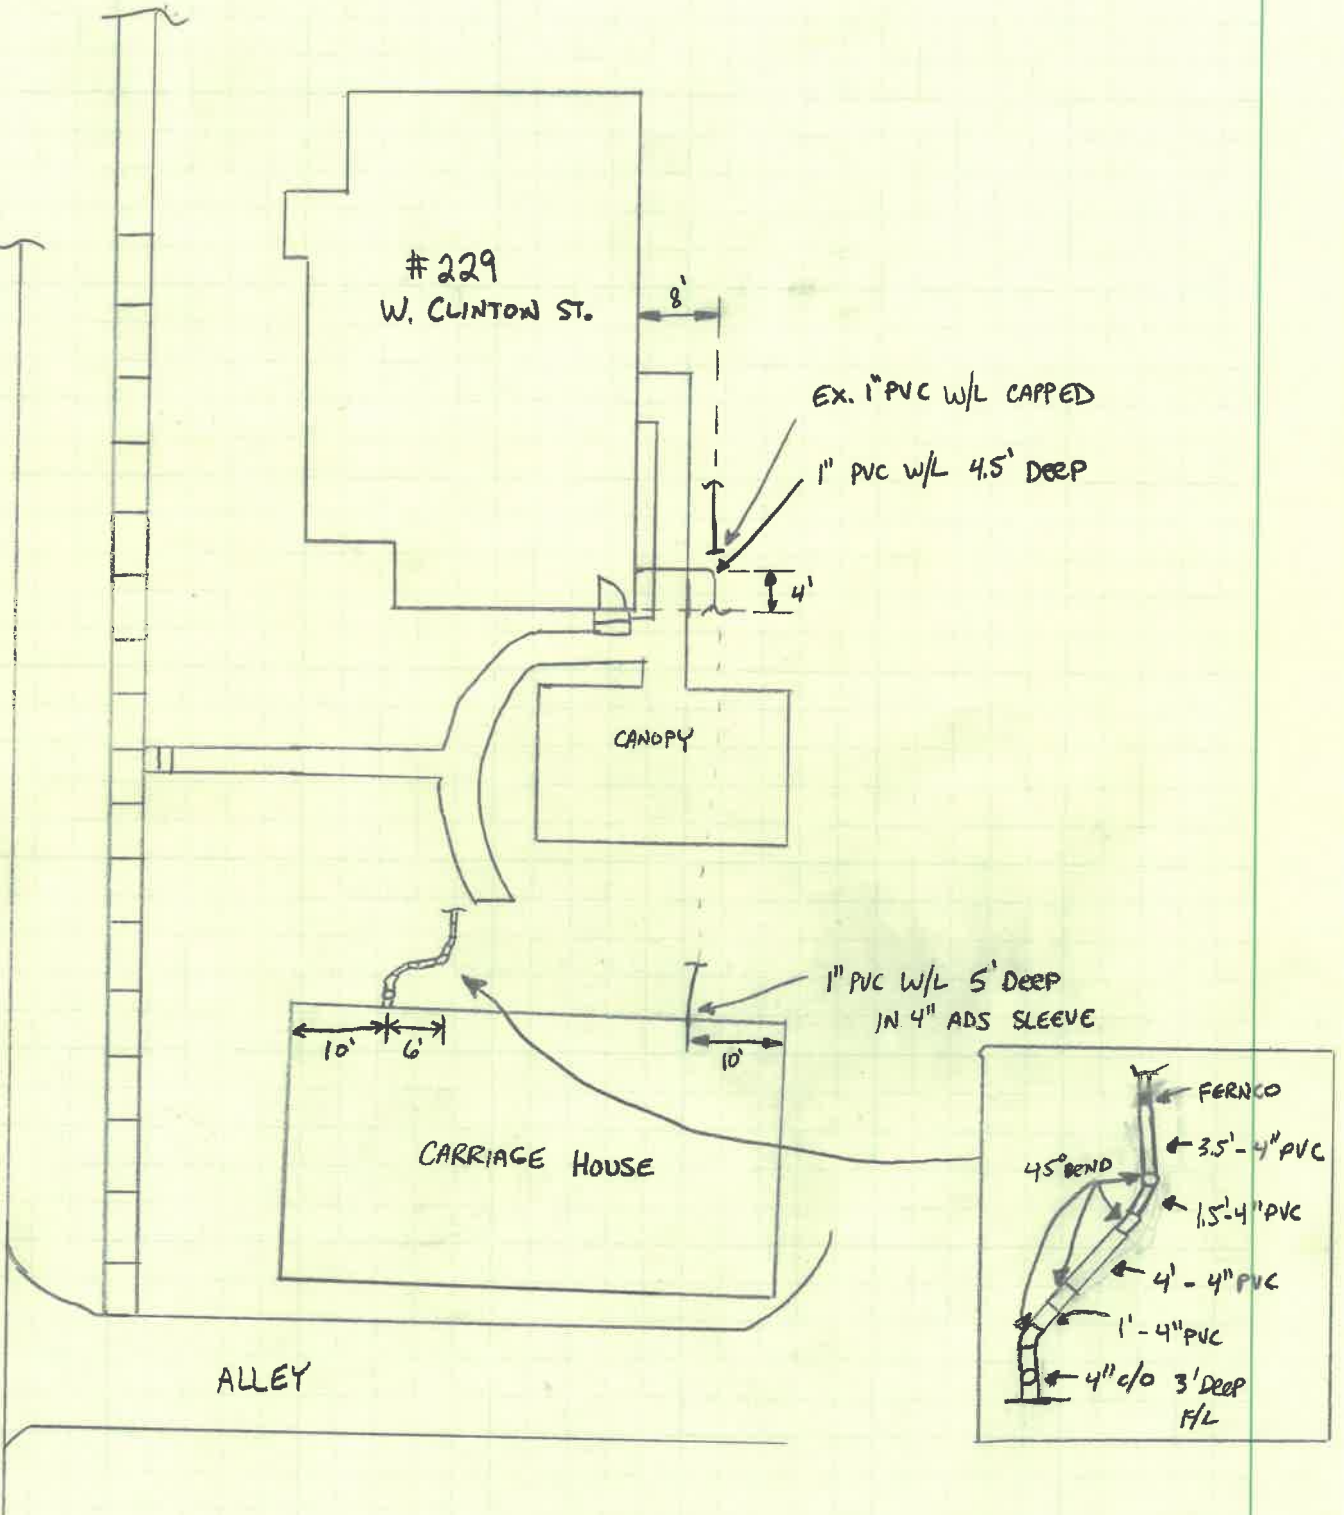 # 229
W. CLINTON ST.
8'
EX. 1" PVC W/L CAPPED
1" PVC W/L 4.5' DEEP
4'
CANOPY
1" PVC W/L 5' DEEP
IN 4" ADS SLEEVE
10'
6'
10'
CARRIAGE HOUSE
FERNCO
3.5' - 4" PVC
45° BEND
1.5' - 4" PVC
4' - 4" PVC
1' - 4" PVC
4" C/O 3' DEEP
F/L
ALLEY